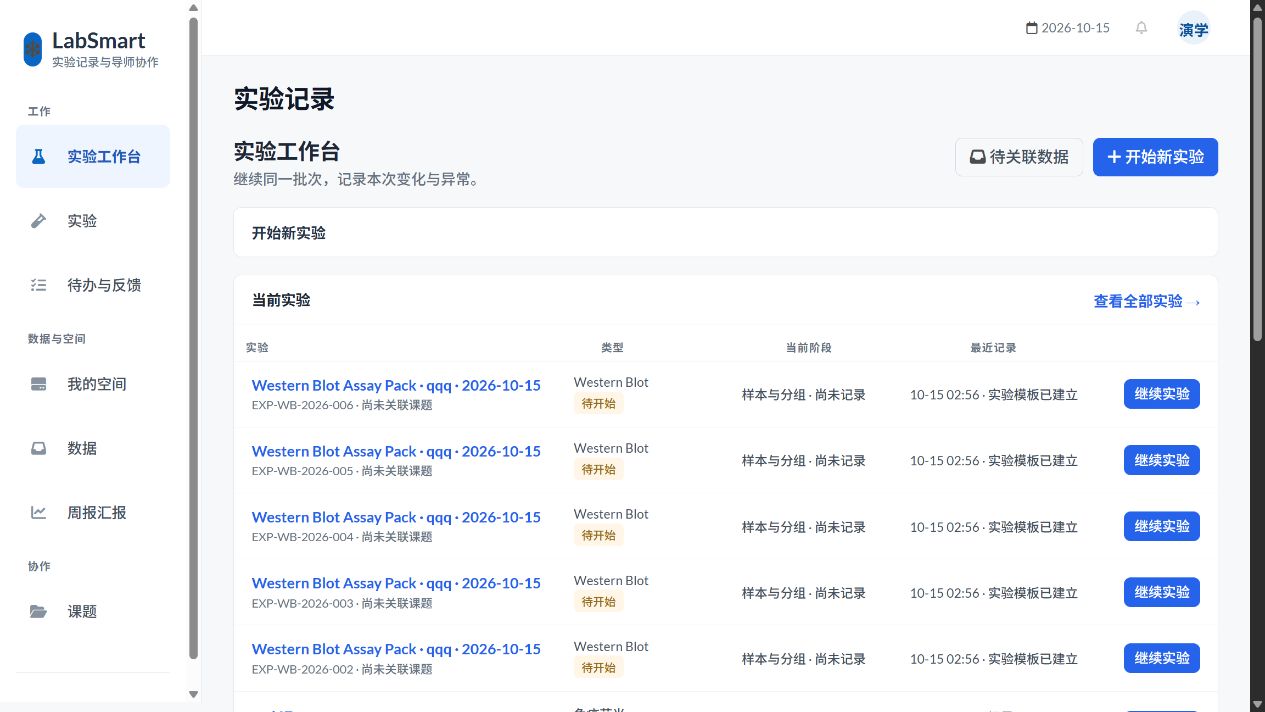 LabSmart
实验记录与导师协作
工作
实验工作台
实验
待办与反馈
数据与空间
我的空间
数据
周报汇报
协作
课题
2026-10-15
演学
实验记录
实验工作台
继续同一批次，记录本次变化与异常。
待关联数据
开始新实验
开始新实验
当前实验
查看全部实验 →
实验 类型 当前阶段 最近记录
Western Blot Assay Pack · qqq · 2026-10-15
EXP-WB-2026-006 · 尚未关联课题
Western Blot
待开始
样本与分组 · 尚未记录
10-15 02:56 · 实验模板已建立
继续实验
Western Blot Assay Pack · qqq · 2026-10-15
EXP-WB-2026-005 · 尚未关联课题
Western Blot
待开始
样本与分组 · 尚未记录
10-15 02:56 · 实验模板已建立
继续实验
Western Blot Assay Pack · qqq · 2026-10-15
EXP-WB-2026-004 · 尚未关联课题
Western Blot
待开始
样本与分组 · 尚未记录
10-15 02:56 · 实验模板已建立
继续实验
Western Blot Assay Pack · qqq · 2026-10-15
EXP-WB-2026-003 · 尚未关联课题
Western Blot
待开始
样本与分组 · 尚未记录
10-15 02:56 · 实验模板已建立
继续实验
Western Blot Assay Pack · qqq · 2026-10-15
EXP-WB-2026-002 · 尚未关联课题
Western Blot
待开始
样本与分组 · 尚未记录
10-15 02:56 · 实验模板已建立
继续实验